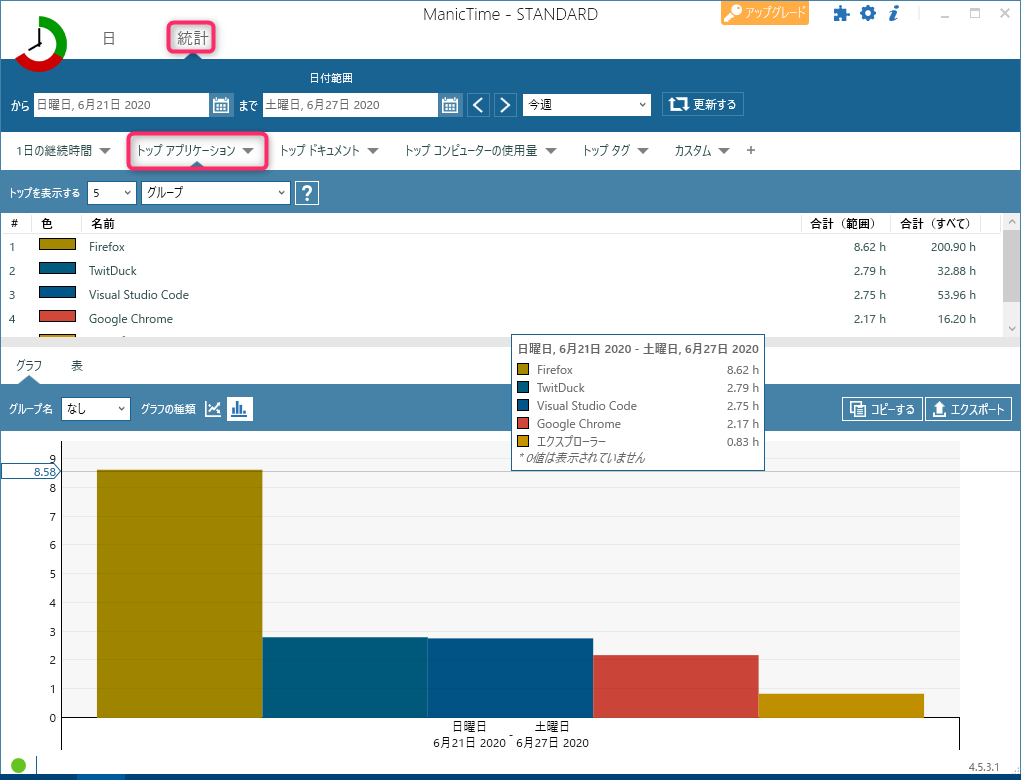 ManicTime - STANDARD
アップグレード
日
統計
日付範囲
から 日曜日, 6月21日 2020 まで 土曜日, 6月27日 2020 今週 更新する
1日の継続時間 トップ アプリケーション トップ ドキュメント トップ コンピューターの使用量 トップ タグ カスタム +
トップを表示する 5 グループ ?
# 色 名前 合計（範囲） 合計（すべて）
1 Firefox 8.62 h 200.90 h
2 TwitDuck 2.79 h 32.88 h
3 Visual Studio Code 2.75 h 53.96 h
4 Google Chrome 2.17 h 16.20 h
日曜日, 6月21日 2020 - 土曜日, 6月27日 2020
Firefox 8.62 h
TwitDuck 2.79 h
Visual Studio Code 2.75 h
Google Chrome 2.17 h
エクスプローラー 0.83 h
* 0値は表示されていません
グラフ 表
グループ名 なし グラフの種類 コピーする エクスポート
9
8.58
8
7
6
5
4
3
2
1
0
日曜日 土曜日
6月21日 2020 - 6月27日 2020
4.5.3.1